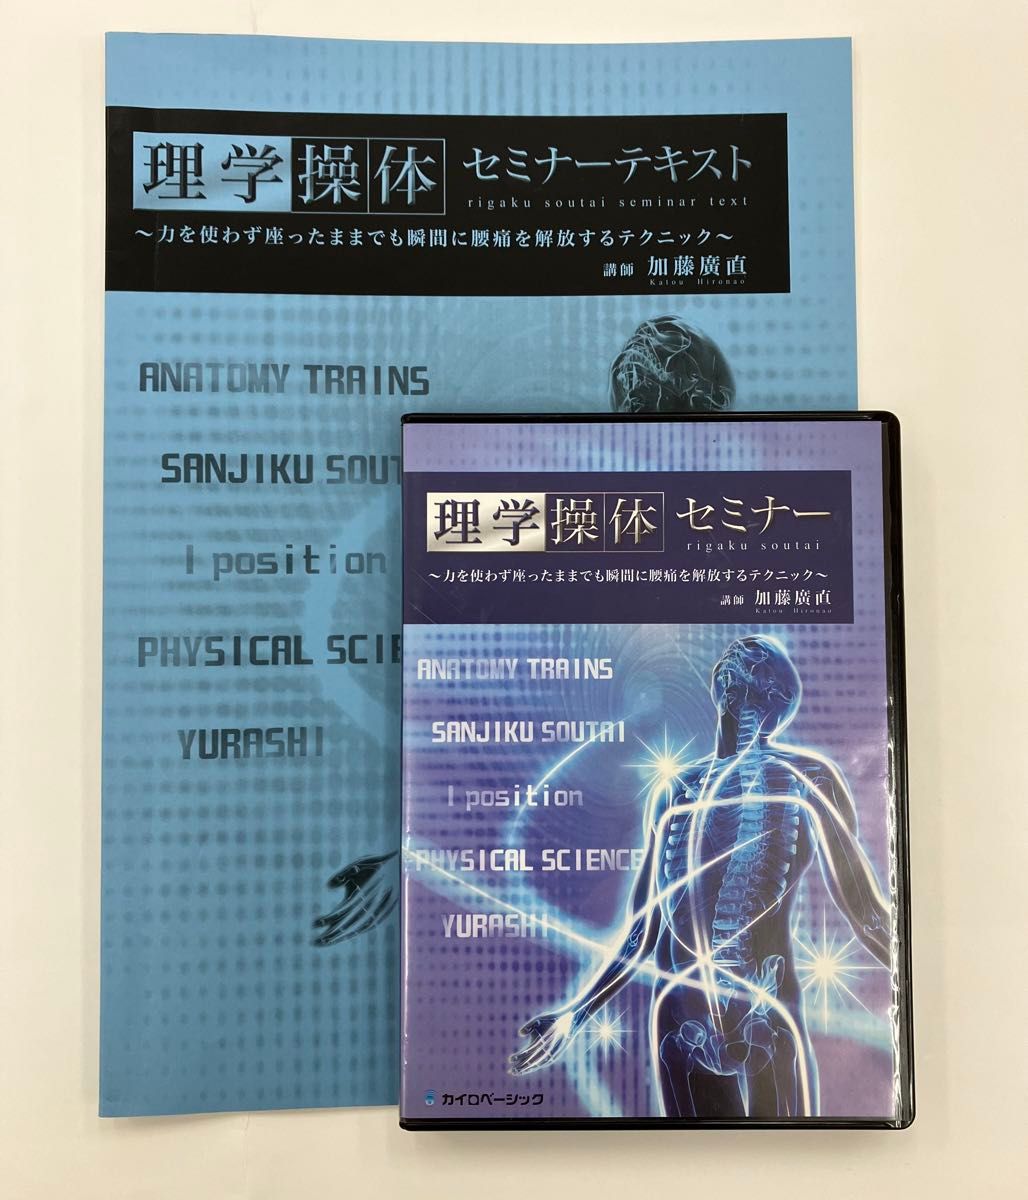 理学操体 セミナーテキスト
rigaku soutai seminar text
～力を使わず座ったままでも瞬間に腰痛を解放するテクニック～
講師 加藤廣直
Katou Hironao
ANATOMY TRAINS
SANJIKU SOUT
I position
PHYSICAL SCIE
YURASHI
理学操体 セミナー
rigaku soutai
～力を使わず座ったままでも瞬間に腰痛を解放するテクニック～
講師 加藤廣直
Katou Hironao
ANATOMY TRAINS
SANJIKU SOUTAI
I position
PHYSICAL SCIENCE
YURASHI
カイロベーシック